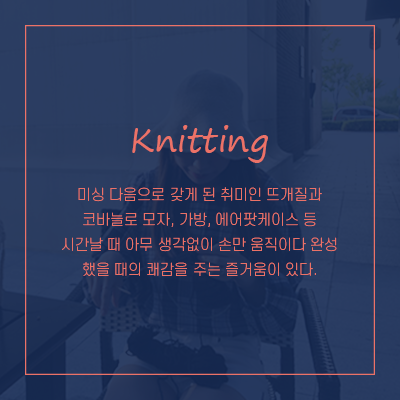 Knitting
미싱 다음으로 갖게 된 취미인 뜨개질과
코바늘로 모자, 가방, 에어팟케이스 등
시간날 때 아무 생각없이 손만 움직이다 완성
했을 때의 쾌감을 주는 즐거움이 있다.